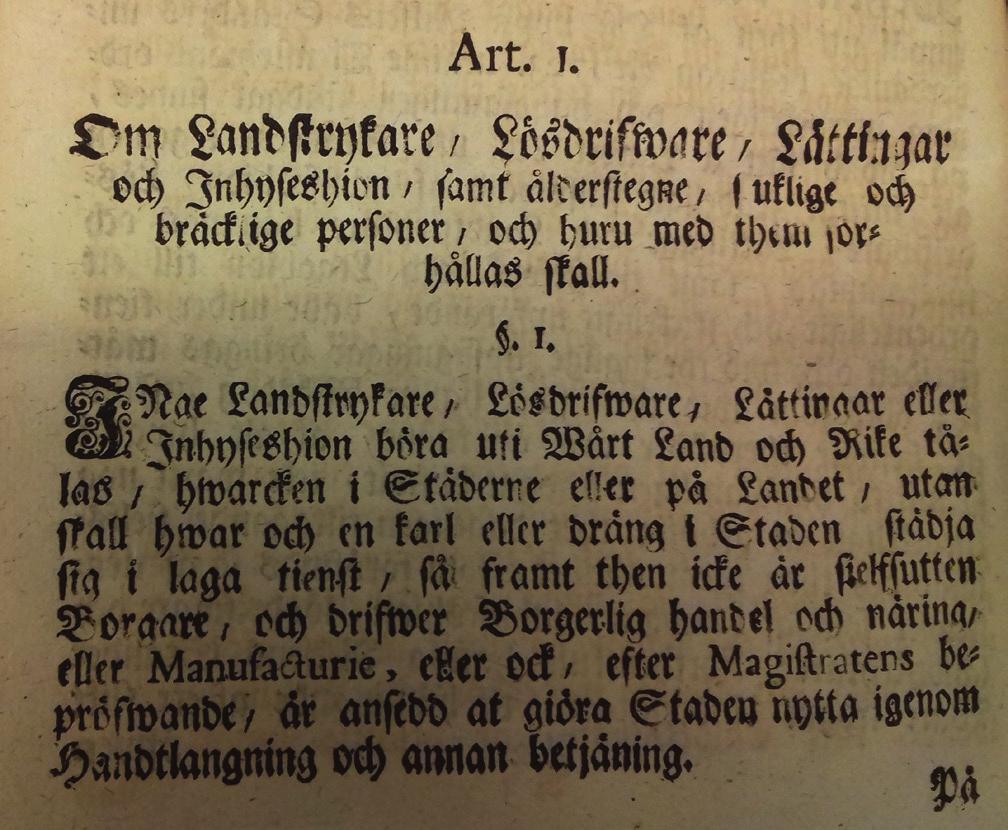 Art. 1.
Om Landstrykare / Lösdrifware / Lättingar
och Inhyseshion / samt ålderstegne / siuklige och
bräcklige personer / och huru med them för-
hållas skall.
§. 1.
INge Landstrykare / Lösdrifware / Lättingar eller
Inhyseshion böra uti Wårt Land och Rike tå-
las / hwarcken i Städerne eller på Landet / utan
skall hwar och en karl eller dräng i Staden städja
sig i laga tienst / så framt then icke är sielfsutten
Borgare / och drifwer Borgerlig handel och näring /
eller Manufacturie, eller ock / efter Magistratens be-
pröfwande / är ansedd at giöra Staden nytta igenom
Handtlangning och annan betjäning.
På